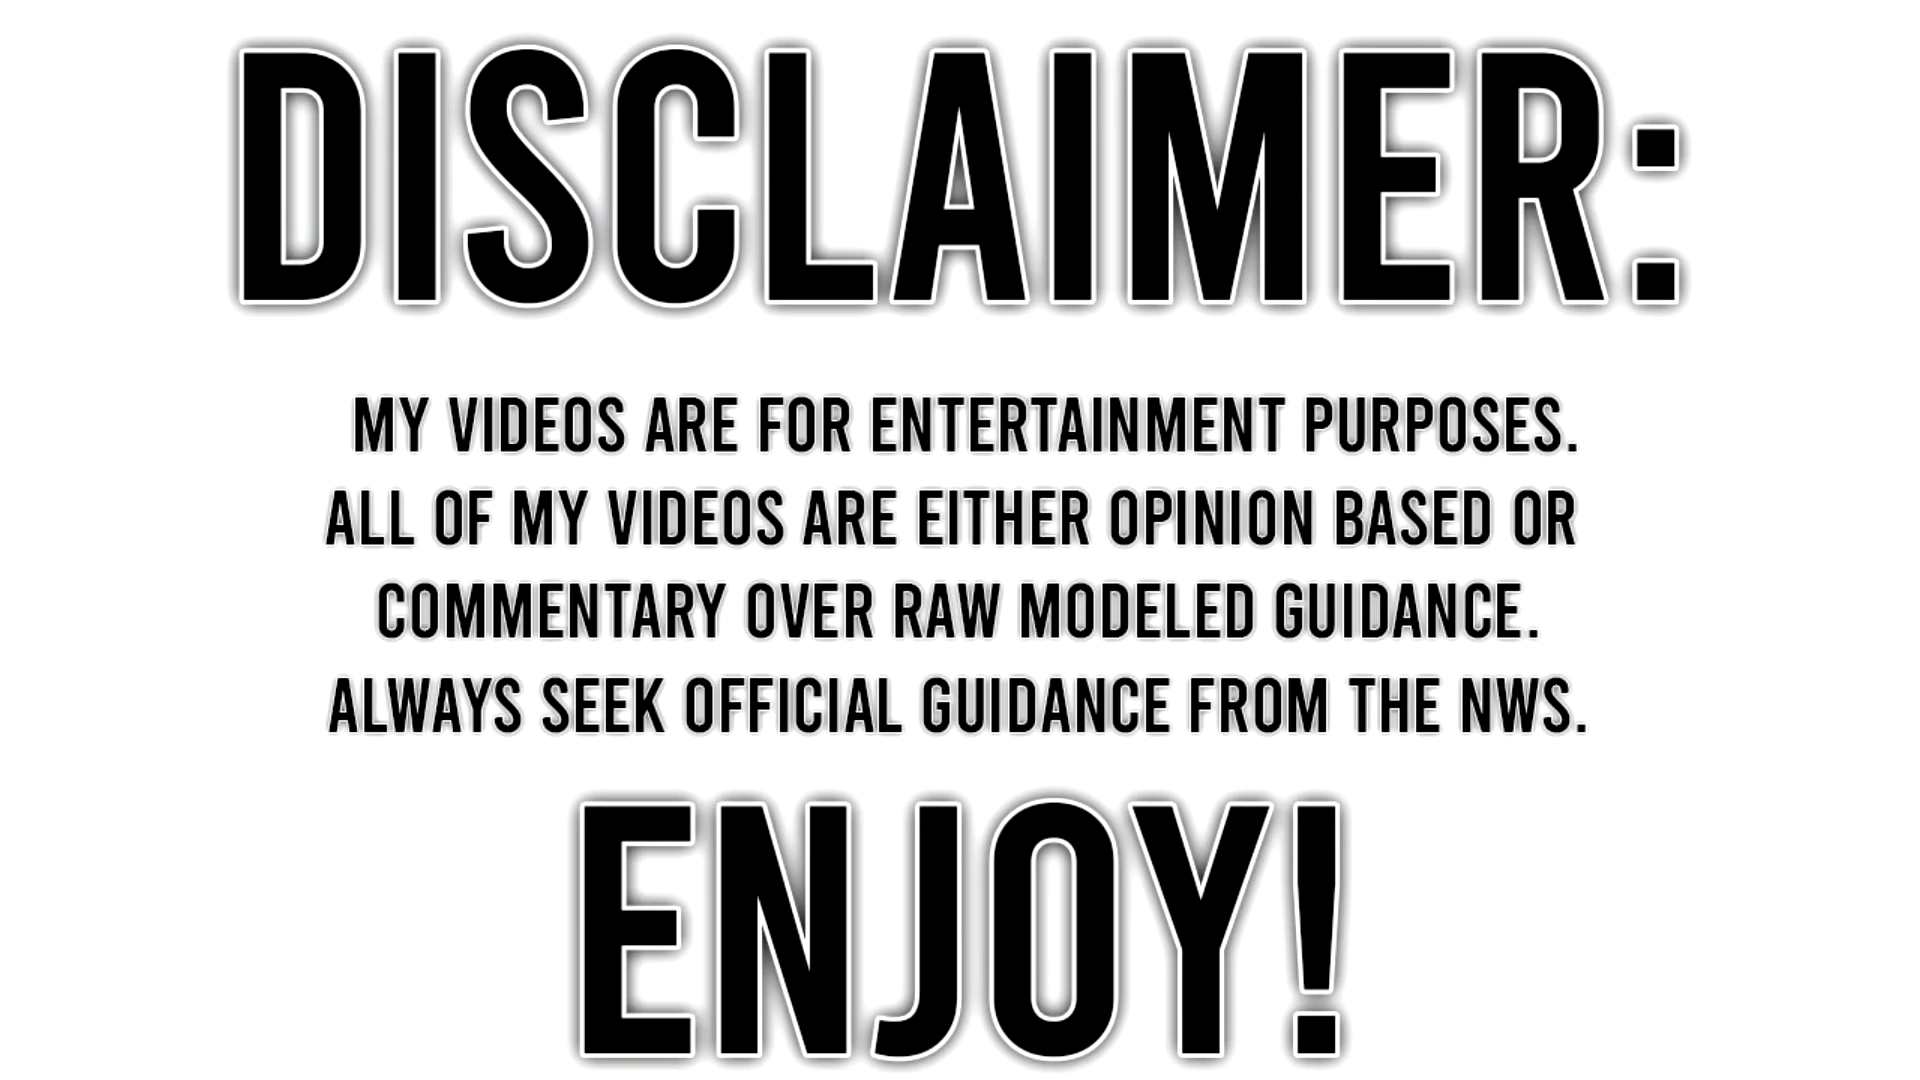 DISCLAIMER:
MY VIDEOS ARE FOR ENTERTAINMENT PURPOSES.
ALL OF MY VIDEOS ARE EITHER OPINION BASED OR
COMMENTARY OVER RAW MODELED GUIDANCE.
ALWAYS SEEK OFFICIAL GUIDANCE FROM THE NWS.
ENJOY!